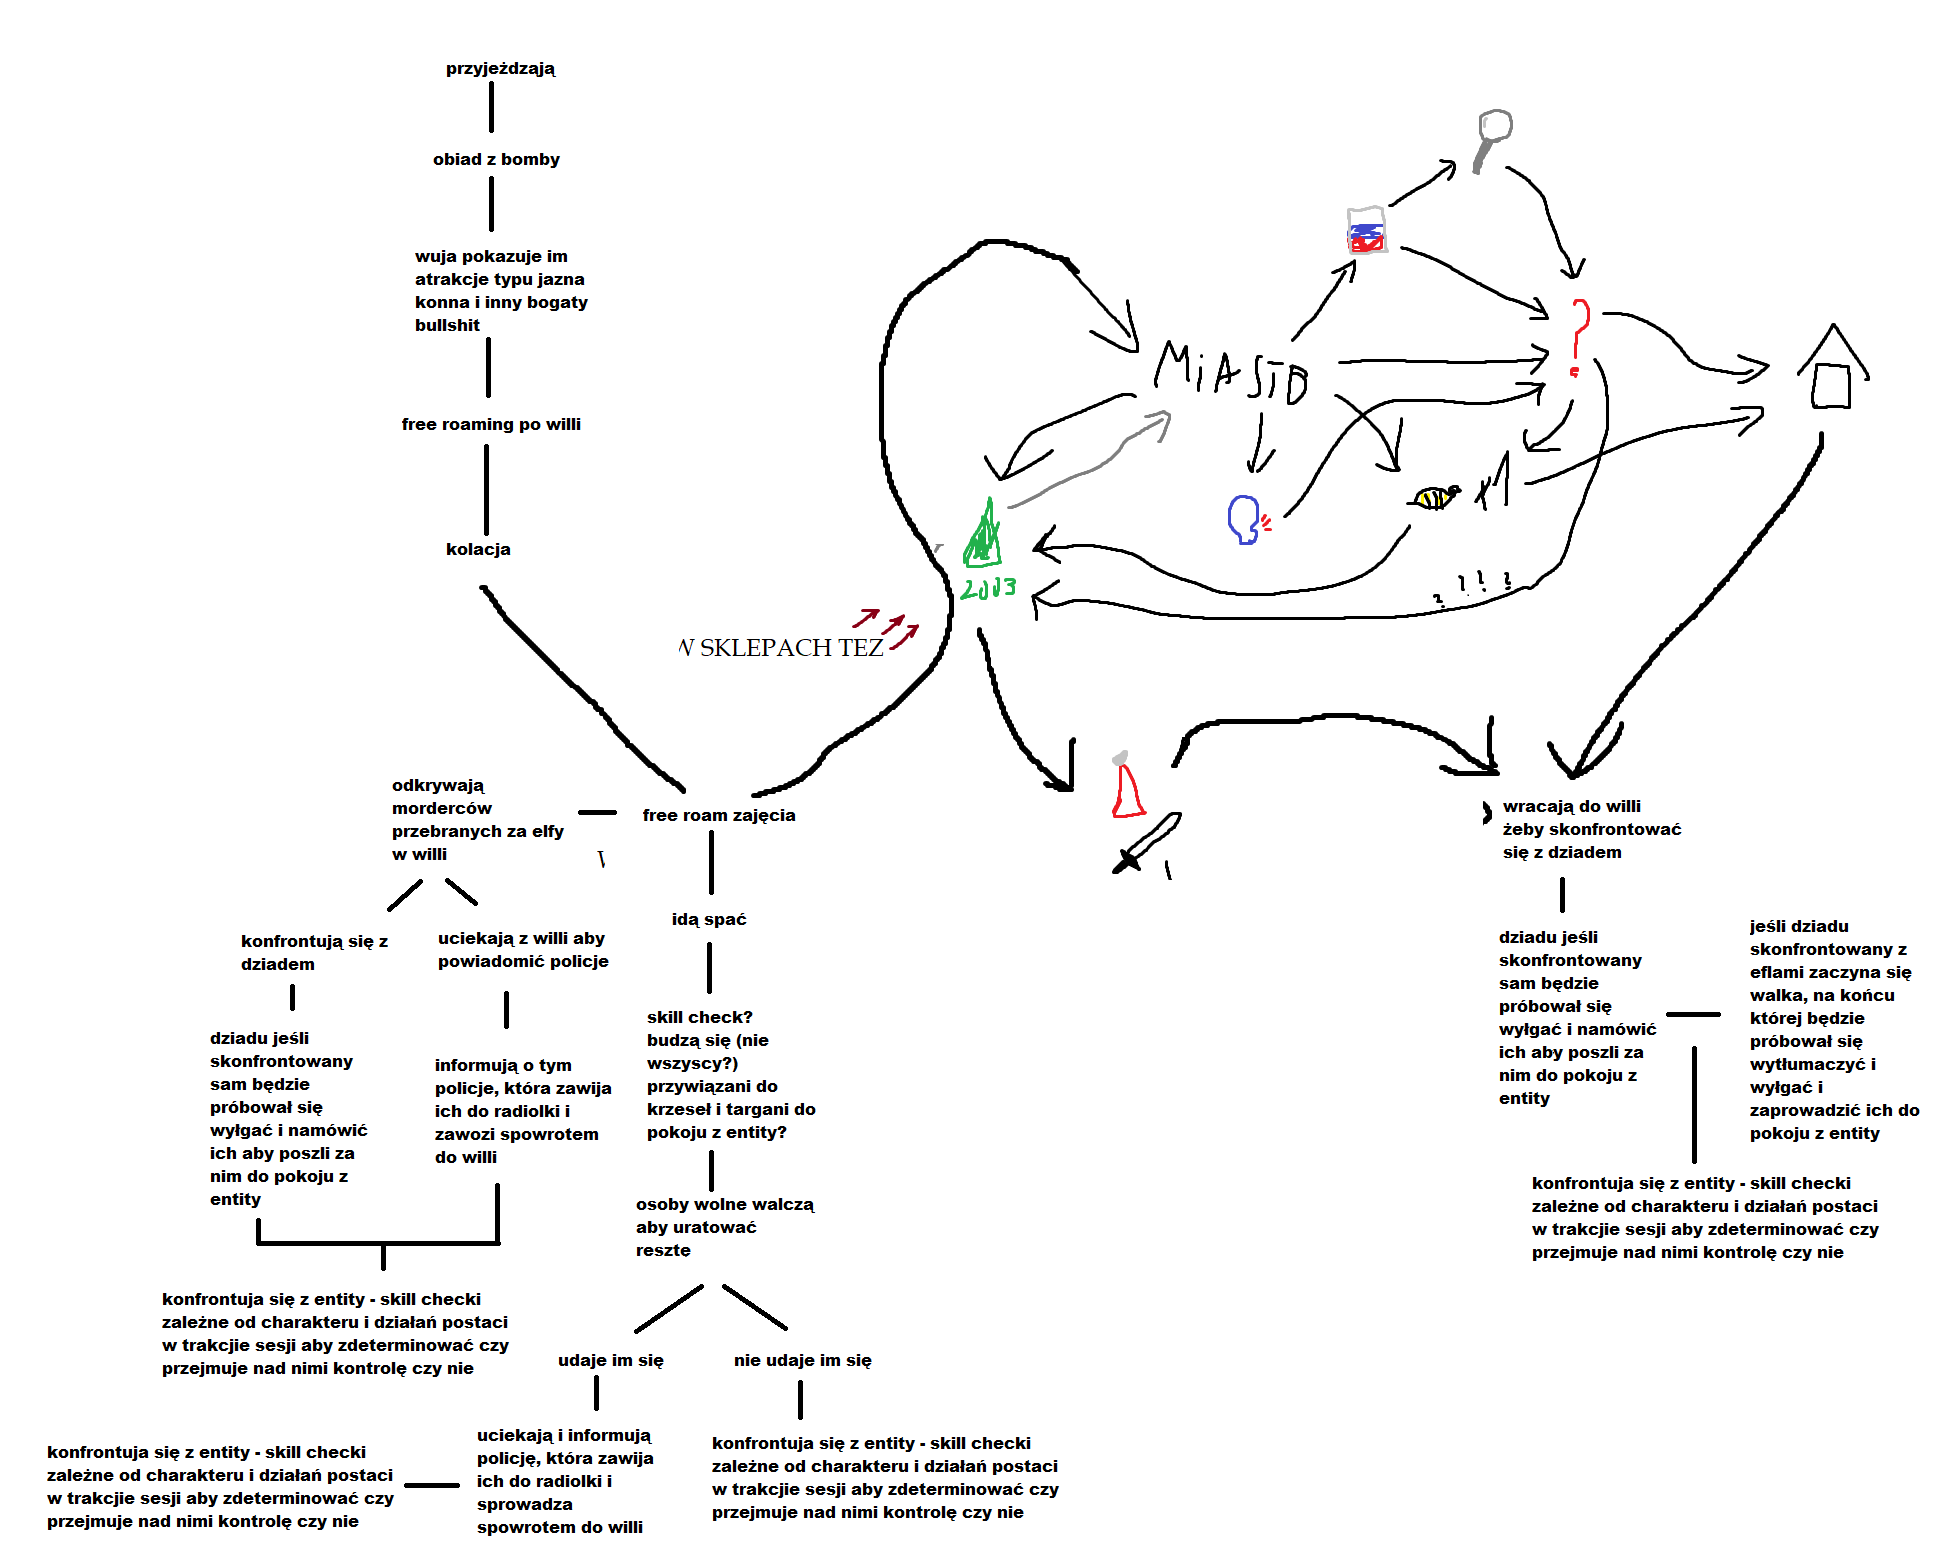 przyjeżdzają
obiad z bomby
wuja pokazuje im
atrakcje typu jazna
konna i inny bogaty
bullshit
free roaming po willi
kolacja
MiASTO
?
x1
2003
? ? ? ?
W SKLEPACH TEZ
odkrywają
morderców
przebranych za elfy
w willi
free roam zajęcia
konfrontują się z
dziadem
uciekają z willi aby
powiadomić policje
dziadu jeśli
skonfrontowany
sam będzie
próbował się
wyłgać i namówić
ich aby poszli za
nim do pokoju z
entity
informują o tym
policje, która zawija
ich do radiolki i
zawozi spowrotem
do willi
konfrontuja się z entity - skill checki
zależne od charakteru i działań postaci
w trakcjie sesji aby zdeterminować czy
przejmuje nad nimi kontrolę czy nie
idą spać
skill check?
budzą się (nie
wszyscy?)
przywiązani do
krzeseł i targani do
pokoju z entity?
osoby wolne walczą
aby uratować
resztę
udaje im się
nie udaje im się
uciekają i informują
policję, która zawija
ich do radiolki i
sprowadza
spowrotem do willi
konfrontuja się z entity - skill checki
zależne od charakteru i działań postaci
w trakcjie sesji aby zdeterminować czy
przejmuje nad nimi kontrolę czy nie
konfrontuja się z entity - skill checki
zależne od charakteru i działań postaci
w trakcjie sesji aby zdeterminować czy
przejmuje nad nimi kontrolę czy nie
wracają do willi
żeby skonfrontować
się z dziadem
dziadu jeśli
skonfrontowany
sam będzie
próbował się
wyłgać i namówić
ich aby poszli za
nim do pokoju z
entity
jeśli dziadu
skonfrontowany z
eflami zaczyna się
walka, na końcu
której będzie
próbował się
wytłumaczyć i
wyłgać i
zaprowadzić ich do
pokoju z entity
konfrontuja się z entity - skill checki
zależne od charakteru i działań postaci
w trakcjie sesji aby zdeterminować czy
przejmuje nad nimi kontrolę czy nie